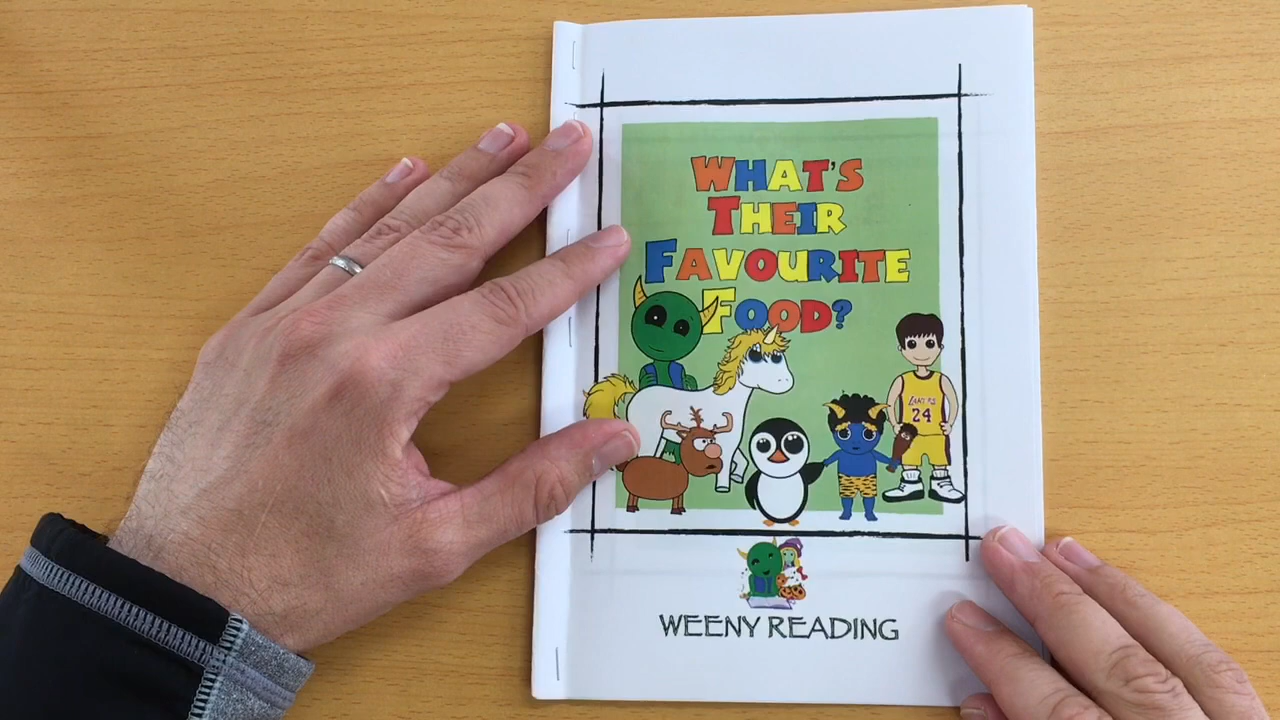 WHAT'S
THEIR
FAVOURITE
FOOD?
LAKERS
24
WEENY READING